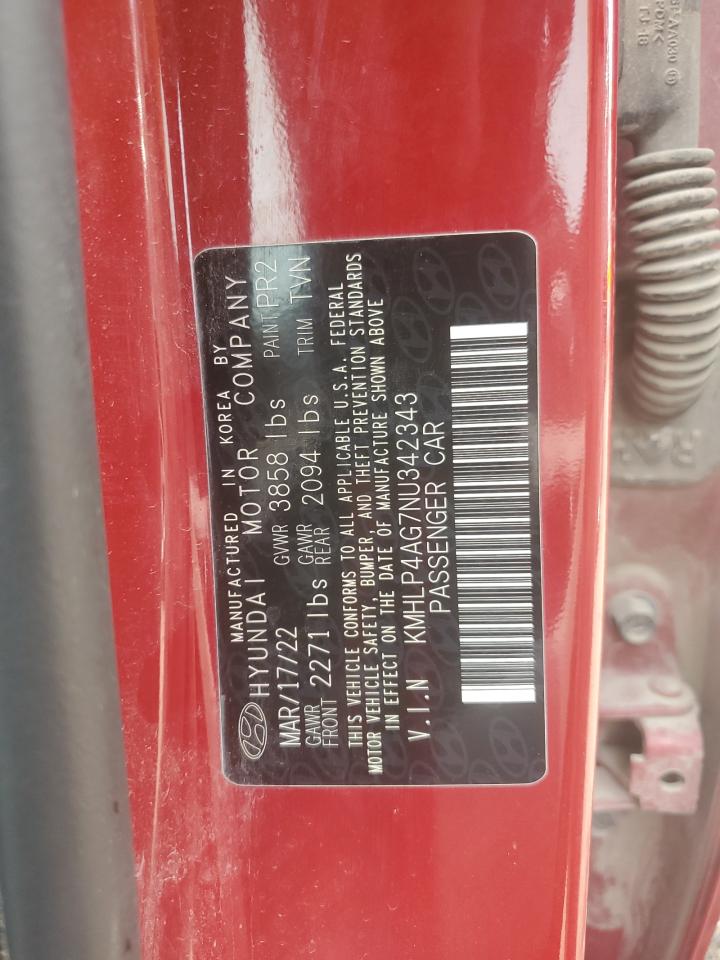 MANUFACTURED IN KOREA BY
HYUNDAI MOTOR COMPANY
MAR/17/22 GVWR 3858 lbs PAINT PR2
GAWR FRONT 2271 lbs GAWR REAR 2094 lbs TRIM TVN
THIS VEHICLE CONFORMS TO ALL APPLICABLE U.S.A. FEDERAL
MOTOR VEHICLE SAFETY, BUMPER, AND THEFT PREVENTION STANDARDS
IN EFFECT ON THE DATE OF MANUFACTURE SHOWN ABOVE
V.I.N KMHLP4AG7NU342343
PASSENGER CAR